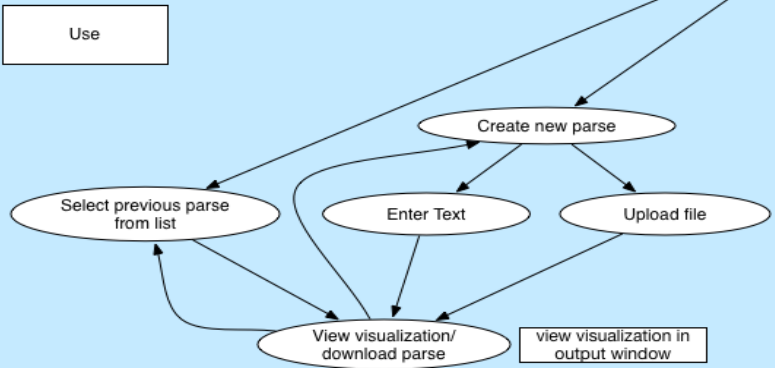 Use
Create new parse
Select previous parse
from list
Enter Text
Upload file
View visualization/
download parse
view visualization in
output window